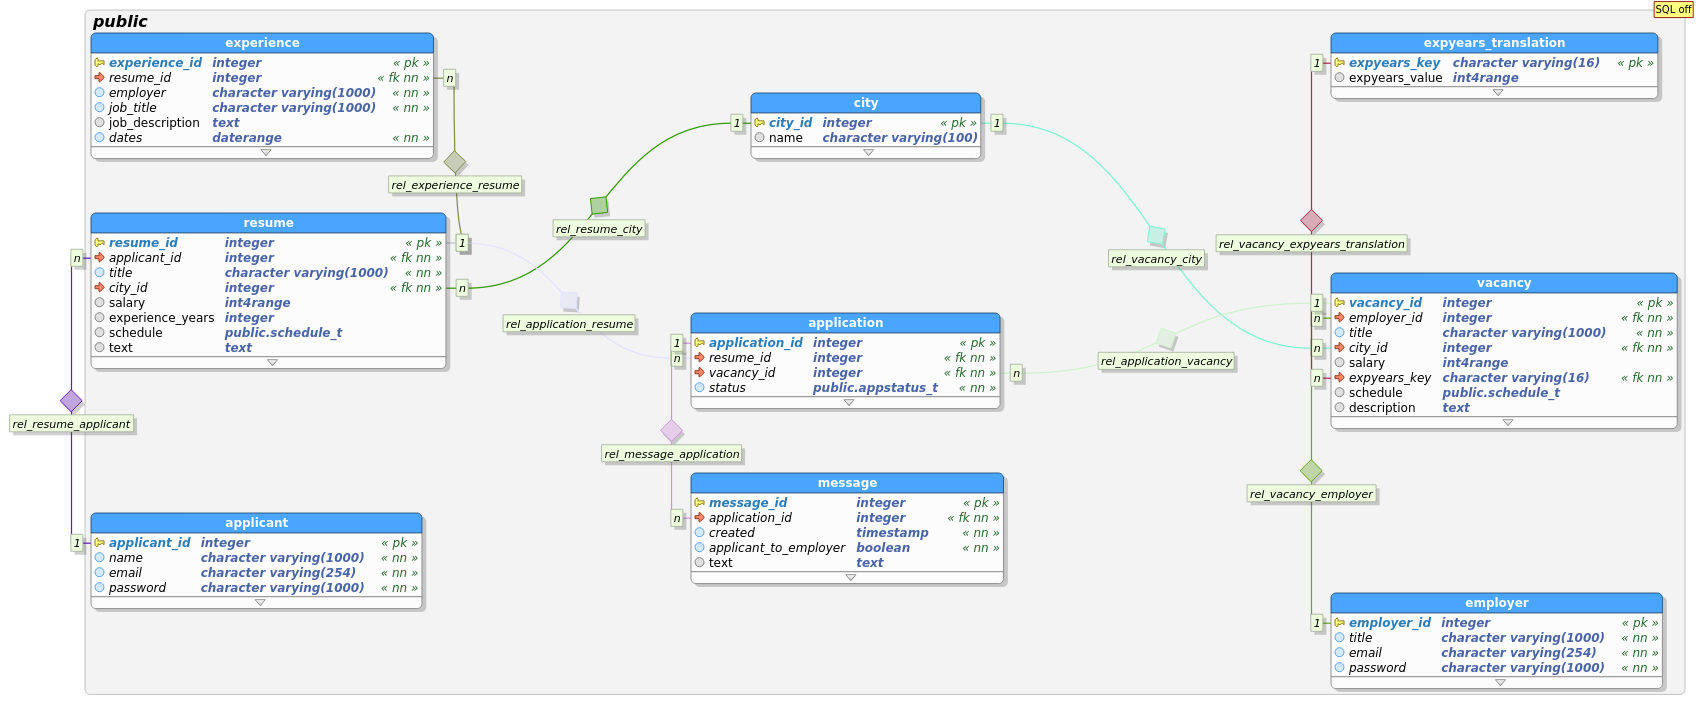 SQL off
public
experience
experience_id integer « pk »
resume_id integer « fk nn »
employer character varying(1000) « nn »
job_title character varying(1000) « nn »
job_description text
dates daterange « nn »
n
rel_experience_resume
1
resume
resume_id integer « pk »
applicant_id integer « fk nn »
title character varying(1000) « nn »
city_id integer « fk nn »
salary int4range
experience_years integer
schedule public.schedule_t
text text
n
n
rel_resume_applicant
1
applicant
applicant_id integer « pk »
name character varying(1000) « nn »
email character varying(254) « nn »
password character varying(1000) « nn »
rel_resume_city
1
city
city_id integer « pk »
name character varying(100)
1
rel_vacancy_city
rel_application_resume
1
n
application
application_id integer « pk »
resume_id integer « fk nn »
vacancy_id integer « fk nn »
status public.appstatus_t « nn »
n
rel_application_vacancy
rel_message_application
n
message
message_id integer « pk »
application_id integer « fk nn »
created timestamp « nn »
applicant_to_employer boolean « nn »
text text
1
expyears_translation
expyears_key character varying(16) « pk »
expyears_value int4range
rel_vacancy_expyears_translation
1
n
n
n
vacancy
vacancy_id integer « pk »
employer_id integer « fk nn »
title character varying(1000) « nn »
city_id integer « fk nn »
salary int4range
expyears_key character varying(16) « fk nn »
schedule public.schedule_t
description text
rel_vacancy_employer
1
employer
employer_id integer « pk »
title character varying(1000) « nn »
email character varying(254) « nn »
password character varying(1000) « nn »